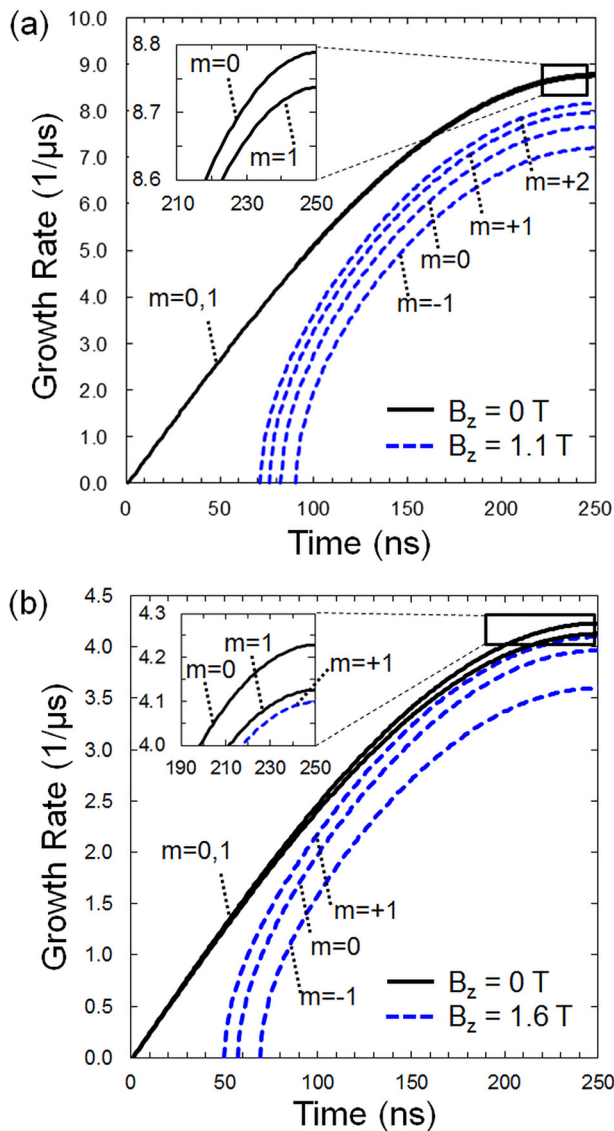 (a)
10.0
9.0
8.0
7.0
6.0
5.0
4.0
3.0
2.0
1.0
0.0
Growth Rate (1/μs)
8.8
8.7
8.6
210 230 250
m=0
m=1
m=0,1
m=+2
m=+1
m=0
m=-1
B_z = 0 T
B_z = 1.1 T
0 50 100 150 200 250
Time (ns)
(b)
4.5
4.0
3.5
3.0
2.5
2.0
1.5
1.0
0.5
0.0
Growth Rate (1/μs)
4.3
4.2
4.1
4.0
190 210 230 250
m=1
m=0
m=+1
m=0,1
m=+1
m=0
m=-1
B_z = 0 T
B_z = 1.6 T
0 50 100 150 200 250
Time (ns)